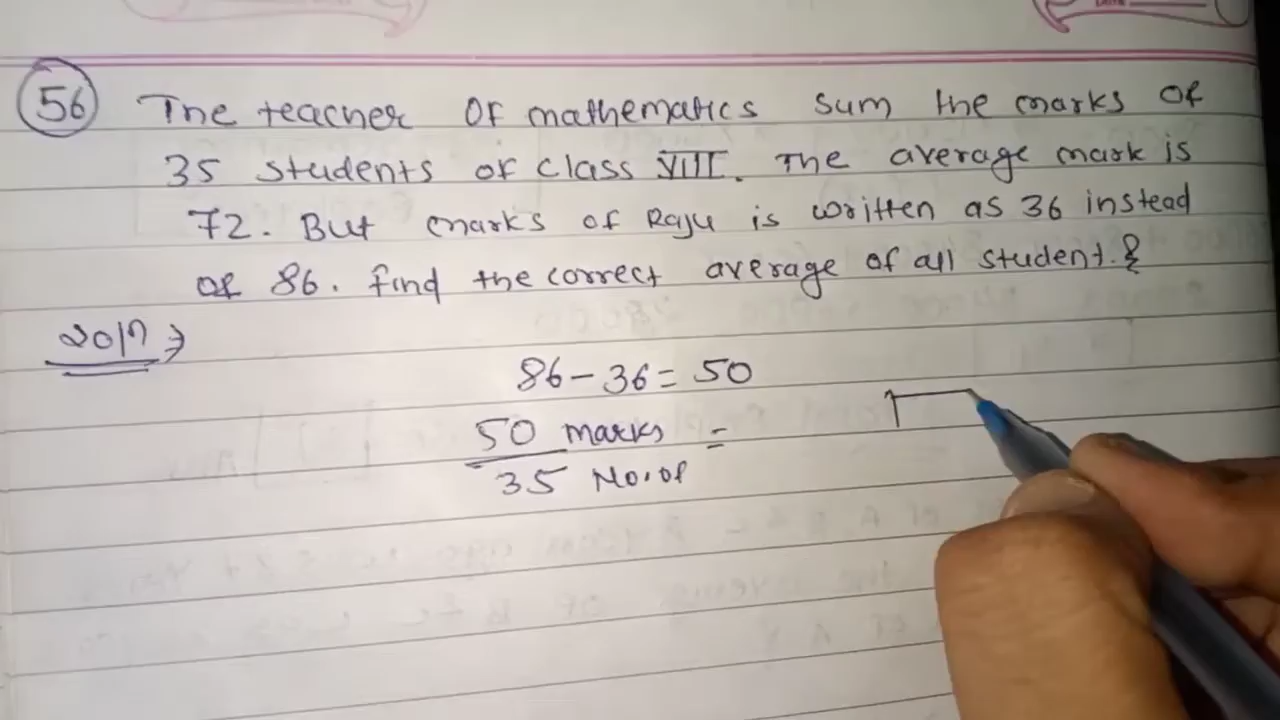 56 The teacher of mathematics sum the marks of
35 students of class VIII. The average mark is
72. But marks of Raju is written as 36 instead
of 86. find the correct average of all student.
86 - 36 = 50
50 marks =
35 No. of